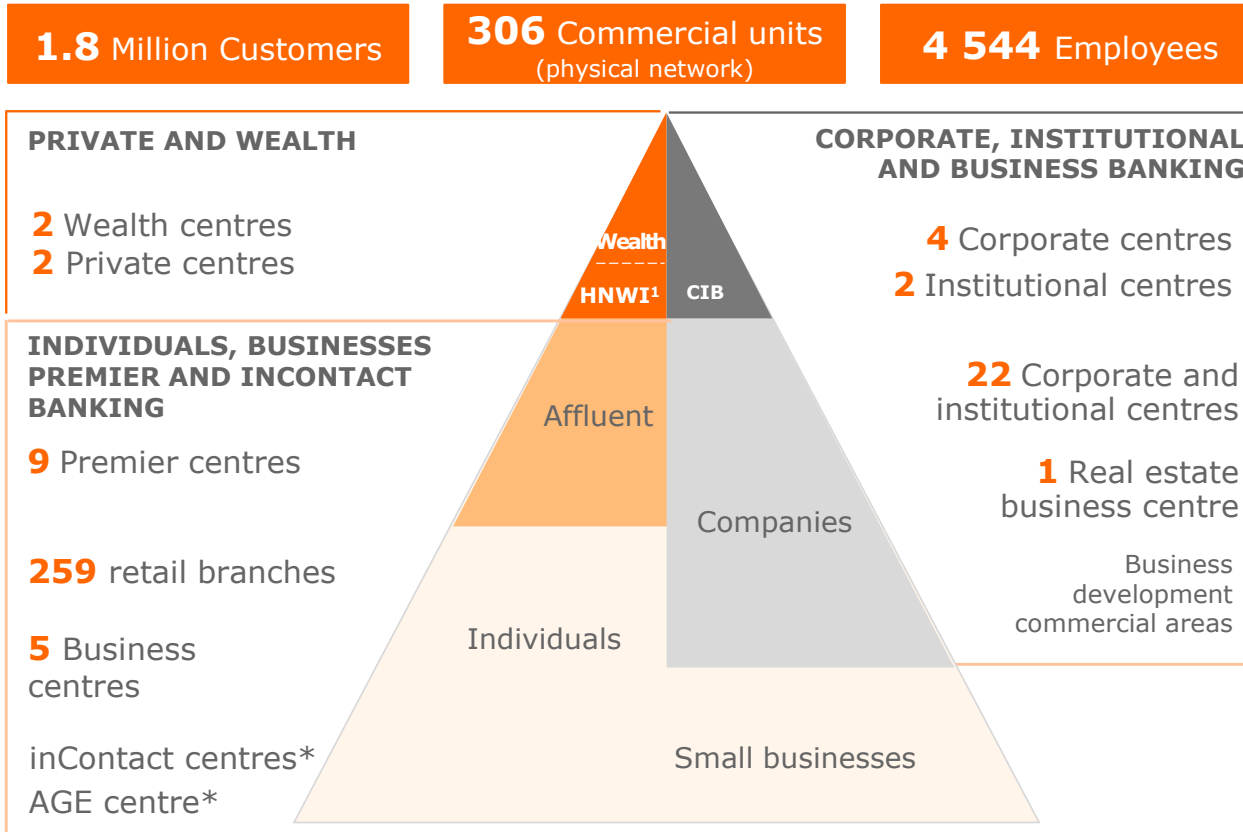 1.8 Million Customers
306 Commercial units
(physical network)
4 544 Employees
PRIVATE AND WEALTH
2 Wealth centres
2 Private centres
INDIVIDUALS, BUSINESSES
PREMIER AND INCONTACT
BANKING
9 Premier centres
259 retail branches
5 Business
centres
inContact centres*
AGE centre*
Wealth
HNWI¹
CIB
Affluent
Companies
Individuals
Small businesses
CORPORATE, INSTITUTIONAL
AND BUSINESS BANKING
4 Corporate centres
2 Institutional centres
22 Corporate and
institutional centres
1 Real estate
business centre
Business
development
commercial areas